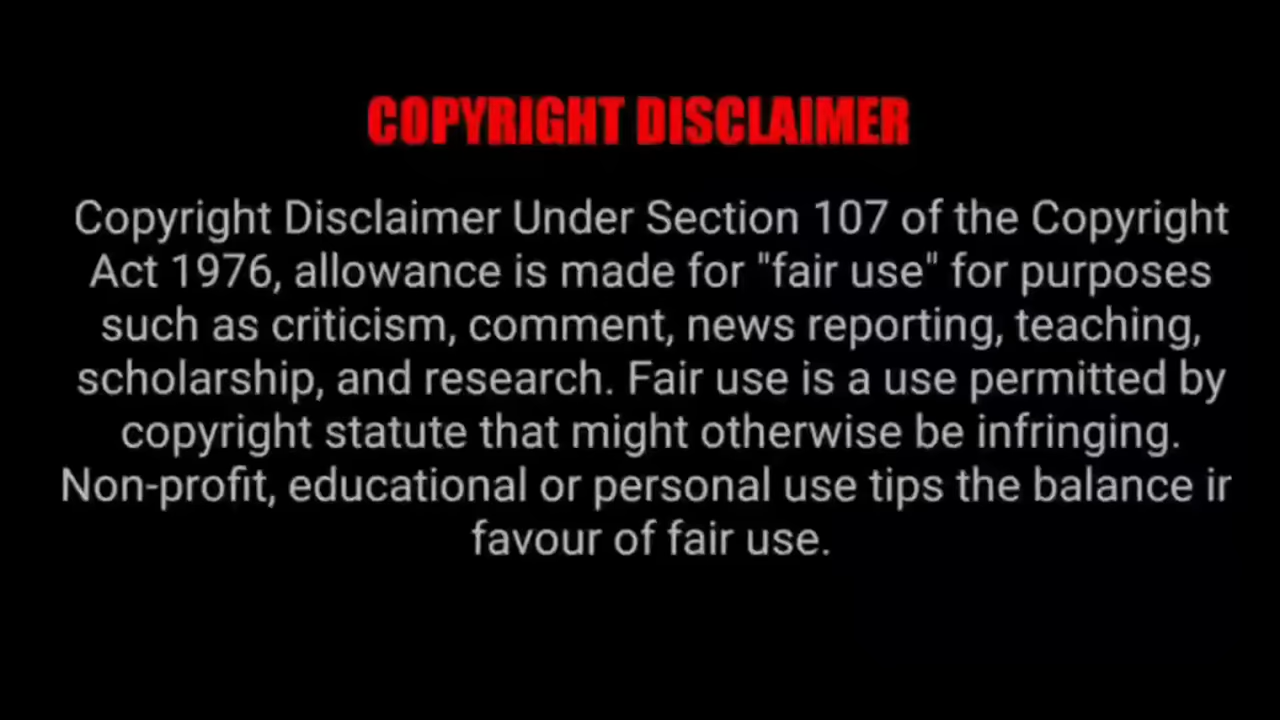 COPYRIGHT DISCLAIMER
Copyright Disclaimer Under Section 107 of the Copyright
Act 1976, allowance is made for "fair use" for purposes
such as criticism, comment, news reporting, teaching,
scholarship, and research. Fair use is a use permitted by
copyright statute that might otherwise be infringing.
Non-profit, educational or personal use tips the balance in
favour of fair use.